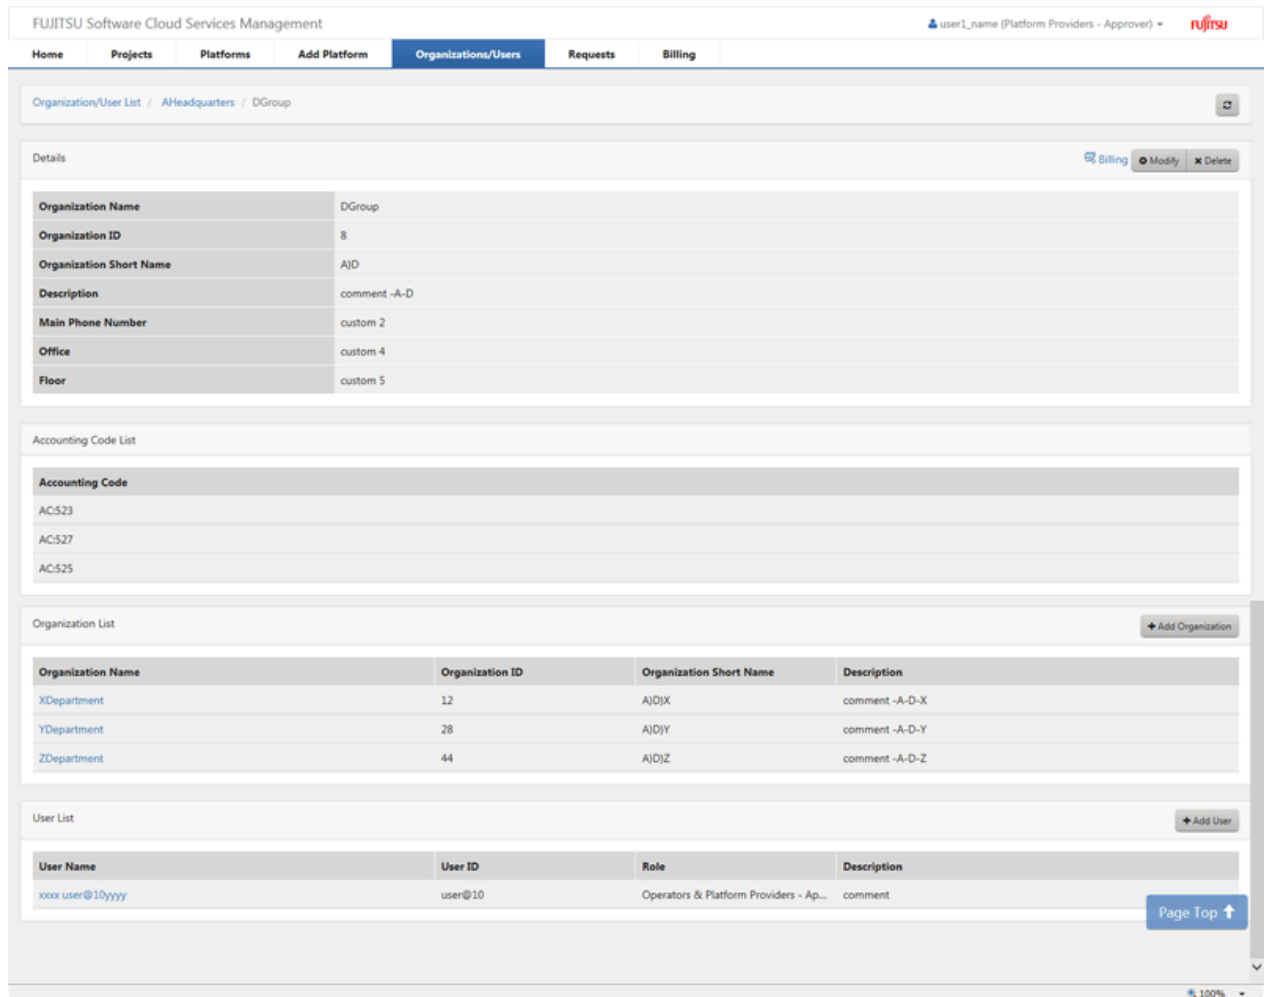 FUJITSU Software Cloud Services Management
user1_name (Platform Providers - Approver)
FUJITSU
Home Projects Platforms Add Platform Organizations/Users Requests Billing
Organization/User List / AHeadquarters / DGroup
Details
Billing Modify Delete
Organization Name DGroup
Organization ID 8
Organization Short Name A)D
Description comment -A-D
Main Phone Number custom 2
Office custom 4
Floor custom 5
Accounting Code List
Accounting Code
AC:523
AC:527
AC:525
Organization List
Add Organization
Organization Name Organization ID Organization Short Name Description
XDepartment 12 A)D)X comment -A-D-X
YDepartment 28 A)D)Y comment -A-D-Y
ZDepartment 44 A)D)Z comment -A-D-Z
User List
Add User
User Name User ID Role Description
xxxx user@10yyyy user@10 Operators & Platform Providers - Ap... comment
Page Top
100%